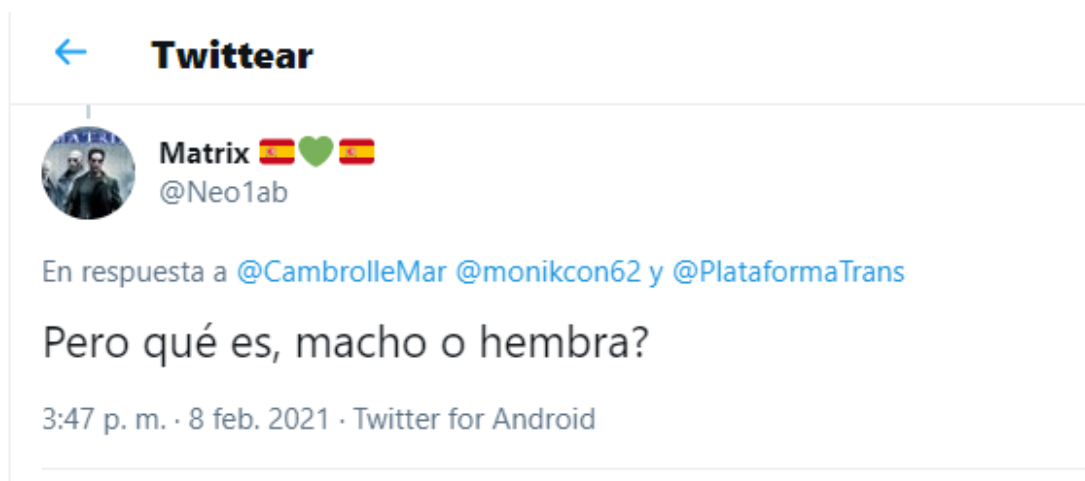 Twittear
Matrix 🇪🇸💚🇪🇸
@Neo1ab
En respuesta a @CambrolleMar @monikcon62 y @PlataformaTrans
Pero qué es, macho o hembra?
3:47 p. m. · 8 feb. 2021 · Twitter for Android